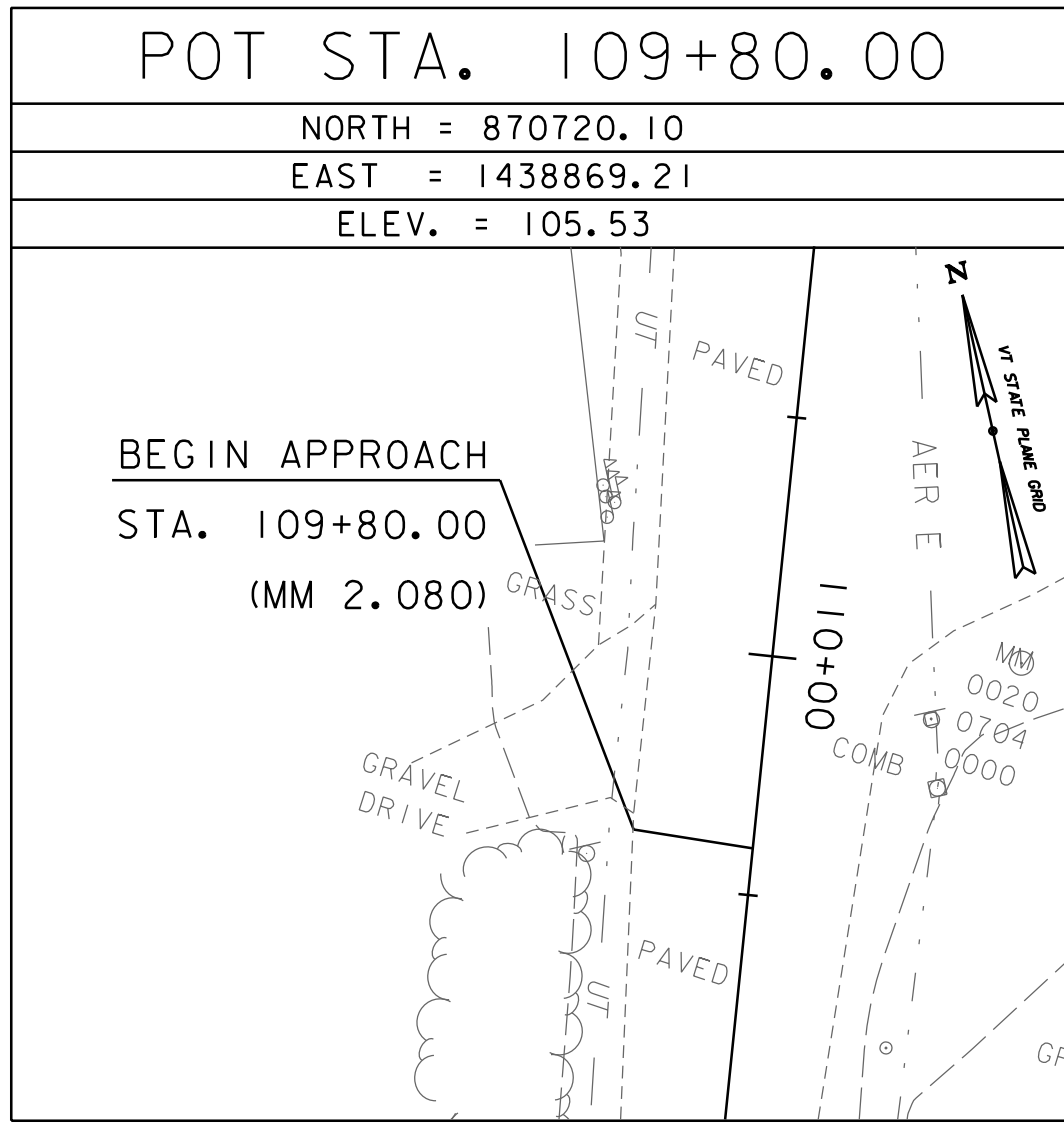 POT STA. 109+80.00
NORTH = 870720.10
EAST = 1438869.21
ELEV. = 105.53
N
VT STATE PLANE GRID
UT
PAVED
AER E
BEGIN APPROACH
STA. 109+80.00
(MM 2.080)
GRASS
110+00
MM
0020
0704
0000
COMB
GRAVEL
DRIVE
PAVED
UT